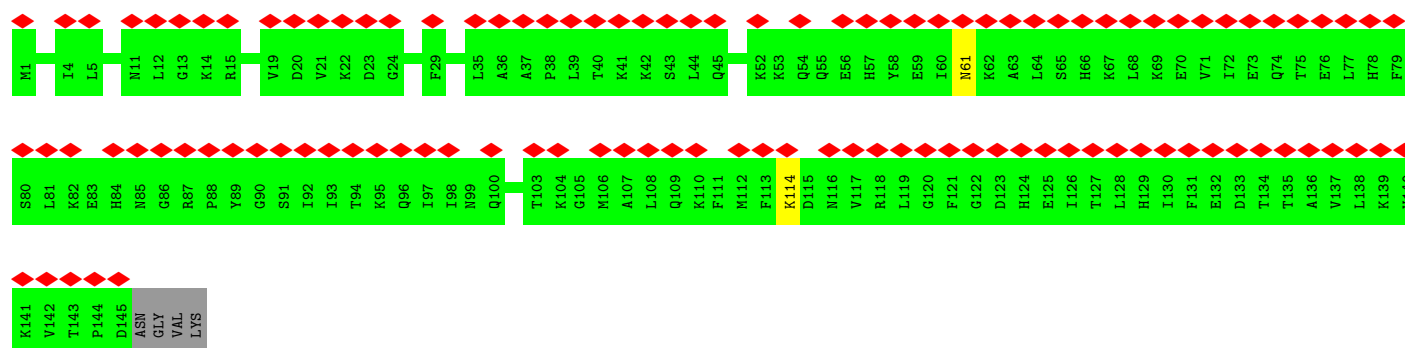 M1 I4 L5 N11 L12 G13 K14 R15 V19 D20 V21 K22 D23 G24 F29 L35 A36 A37 P38 L39 T40 K41 K42 S43 L44 Q45 K52 K53 Q54 Q55 E56 H57 Y58 E59 I60 N61 K62 A63 L64 S65 H66 K67 L68 K69 E70 V71 I72 E73 Q74 T75 E76 L77 H78 F79
S80 L81 K82 E83 H84 N85 G86 R87 P88 Y89 G90 S91 I92 I93 T94 K95 Q96 I97 I98 N99 Q100 T103 K104 G105 M106 A107 L108 Q109 K110 F111 M112 F113 K114 D115 N116 V117 R118 L119 G120 F121 G122 D123 H124 E125 I126 T127 L128 H129 I130 F131 E132 D133 T134 T135 A136 V137 L138 K139
K141 V142 T143 P144 D145 ASN GLY VAL LYS